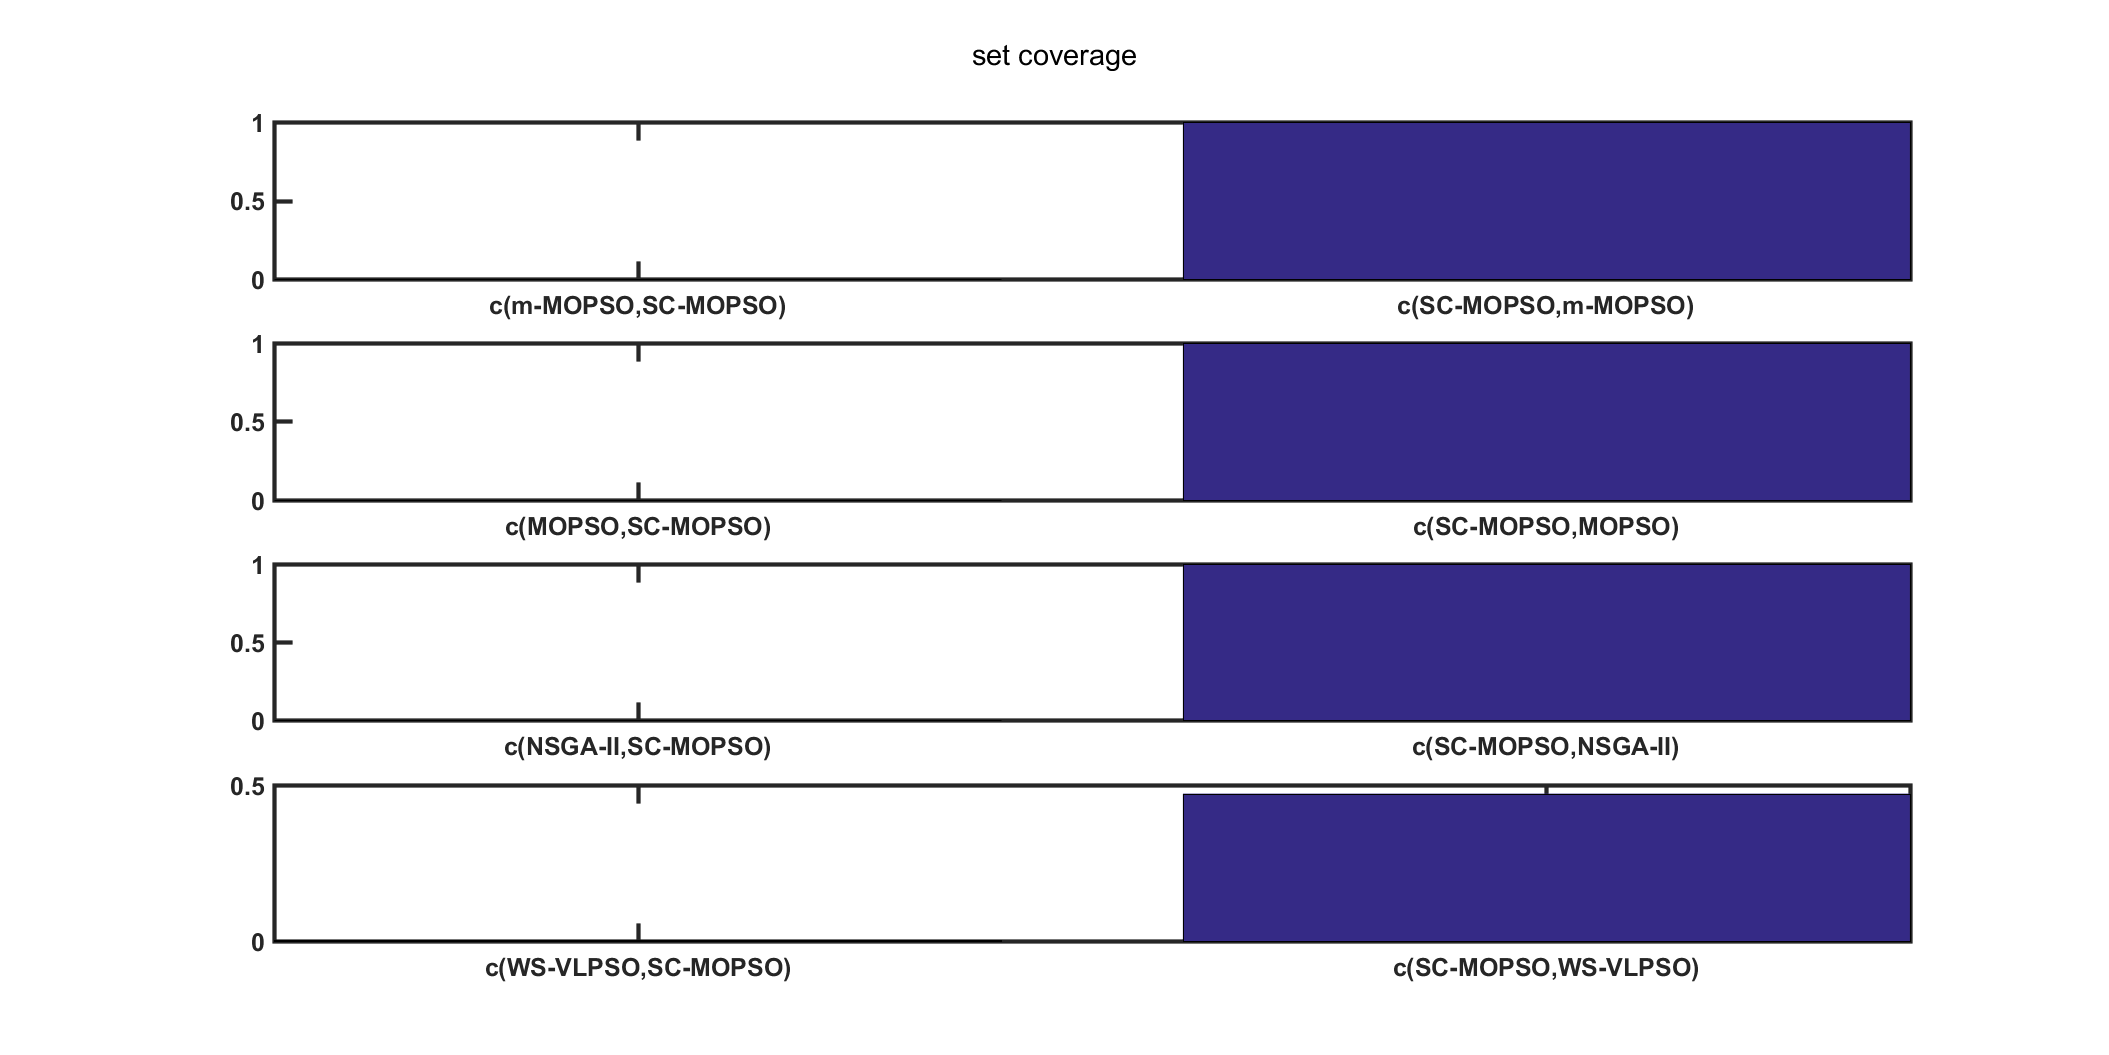 set coverage
1
0.5
0
c(m-MOPSO,SC-MOPSO) c(SC-MOPSO,m-MOPSO)
1
0.5
0
c(MOPSO,SC-MOPSO) c(SC-MOPSO,MOPSO)
1
0.5
0
c(NSGA-II,SC-MOPSO) c(SC-MOPSO,NSGA-II)
0.5
0
c(WS-VLPSO,SC-MOPSO) c(SC-MOPSO,WS-VLPSO)